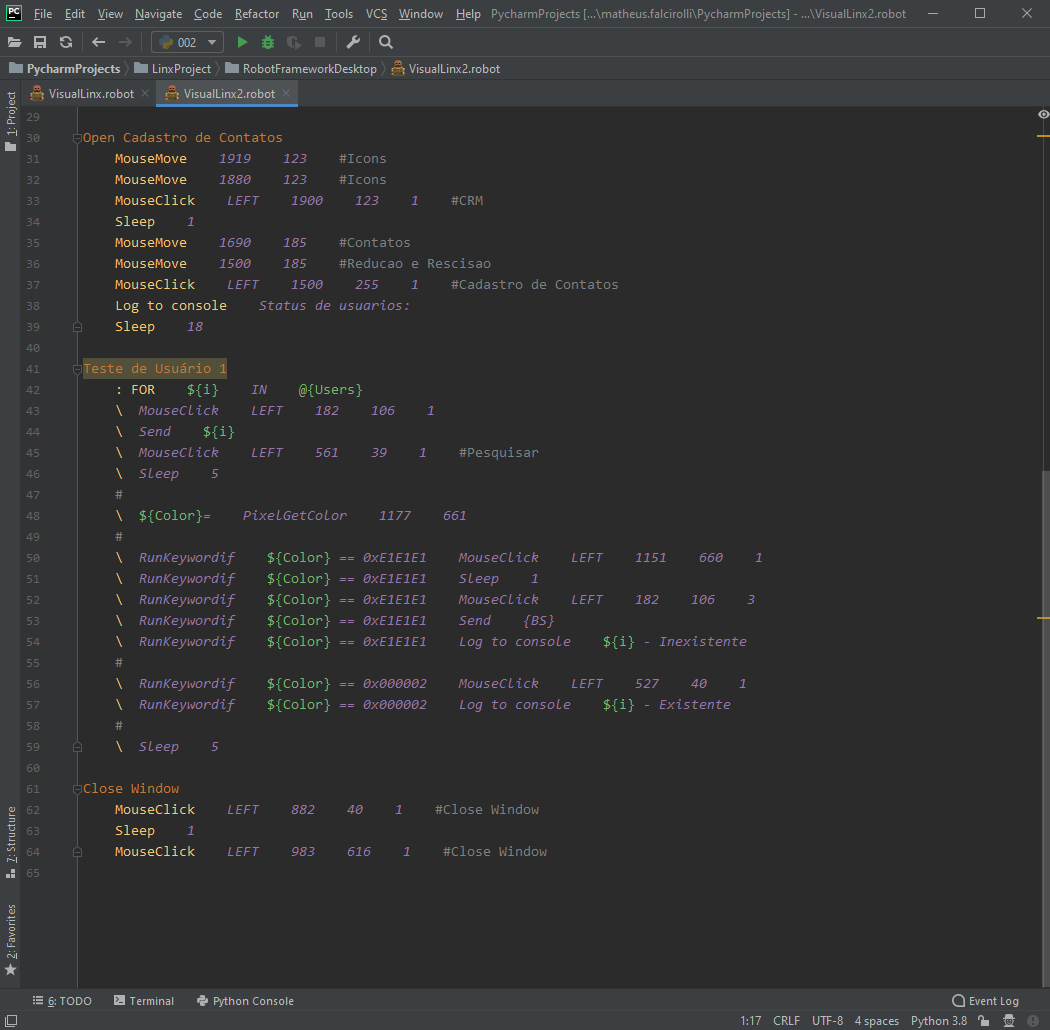 PC File Edit View Navigate Code Refactor Run Tools VCS Window Help PycharmProjects [...\matheus.falcirolli\PycharmProjects] - ...\VisualLinx2.robot
002
PycharmProjects LinxProject RobotFrameworkDesktop VisualLinx2.robot
VisualLinx.robot VisualLinx2.robot
1: Project
29
30 Open Cadastro de Contatos
31 MouseMove 1919 123 #Icons
32 MouseMove 1880 123 #Icons
33 MouseClick LEFT 1900 123 1 #CRM
34 Sleep 1
35 MouseMove 1690 185 #Contatos
36 MouseMove 1500 185 #Reducao e Rescisao
37 MouseClick LEFT 1500 255 1 #Cadastro de Contatos
38 Log to console Status de usuarios:
39 Sleep 18
40
41 Teste de Usuário 1
42 : FOR ${i} IN @{Users}
43 \ MouseClick LEFT 182 106 1
44 \ Send ${i}
45 \ MouseClick LEFT 561 39 1 #Pesquisar
46 \ Sleep 5
47 #
48 \ ${Color}= PixelGetColor 1177 661
49 #
50 \ RunKeywordif ${Color} == 0xE1E1E1 MouseClick LEFT 1151 660 1
51 \ RunKeywordif ${Color} == 0xE1E1E1 Sleep 1
52 \ RunKeywordif ${Color} == 0xE1E1E1 MouseClick LEFT 182 106 3
53 \ RunKeywordif ${Color} == 0xE1E1E1 Send {BS}
54 \ RunKeywordif ${Color} == 0xE1E1E1 Log to console ${i} - Inexistente
55 #
56 \ RunKeywordif ${Color} == 0x000002 MouseClick LEFT 527 40 1
57 \ RunKeywordif ${Color} == 0x000002 Log to console ${i} - Existente
58 #
59 \ Sleep 5
60
61 Close Window
62 MouseClick LEFT 882 40 1 #Close Window
63 Sleep 1
64 MouseClick LEFT 983 616 1 #Close Window
65
7: Structure
2: Favorites
6: TODO Terminal Python Console Event Log
1:17 CRLF UTF-8 4 spaces Python 3.8